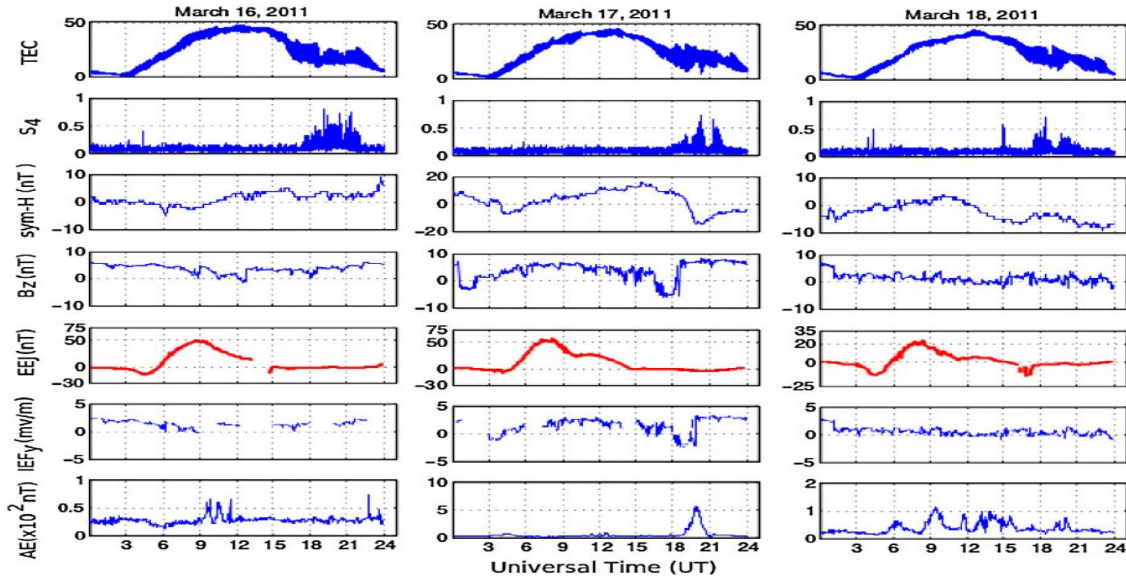 March 16, 2011 March 17, 2011 March 18, 2011
TEC 50 0 50 0 50 0
S4 1 0.5 0 1 0.5 0 1 0.5 0
sym-H (nT) 10 0 −10 20 0 −20 10 0 −10
Bz(nT) 10 0 −10 10 0 −10 10 0 −10
EEJ(nT) 75 50 0 −30 75 50 0 −30 35 20 0 −25
IEFy(mv/m) 5 0 −5 5 0 −5 5 0 −5
AE(x10 2 nT) 1 0.5 0 10 5 0 2 1 0
3 6 9 12 15 18 21 24 3 6 9 12 15 18 21 24 3 6 9 12 15 18 21 24
Universal Time (UT)